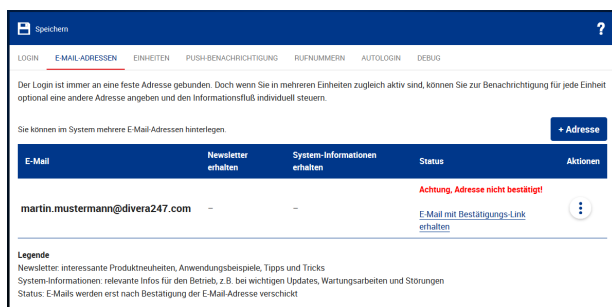 Speichern ?
LOGIN E-MAIL-ADRESSEN EINHEITEN PUSH-BENACHRICHTIGUNG RUFNUMMERN AUTOLOGIN DEBUG
Der Login ist immer an eine feste Adresse gebunden. Doch wenn Sie in mehreren Einheiten zugleich aktiv sind, können Sie zur Benachrichtigung für jede Einheit
optional eine andere Adresse angeben und den Informationsfluß individuell steuern.
Sie können im System mehrere E-Mail-Adressen hinterlegen.
+ Adresse
E-Mail Newsletter erhalten System-Informationen erhalten Status Aktionen
Achtung, Adresse nicht bestätigt!
martin.mustermann@divera247.com – –
E-Mail mit Bestätigungs-Link
erhalten
Legende
Newsletter: interessante Produktneuheiten, Anwendungsbeispiele, Tipps und Tricks
System-Informationen: relevante Infos für den Betrieb, z.B. bei wichtigen Updates, Wartungsarbeiten und Störungen
Status: E-Mails werden erst nach Bestätigung der E-Mail-Adresse verschickt